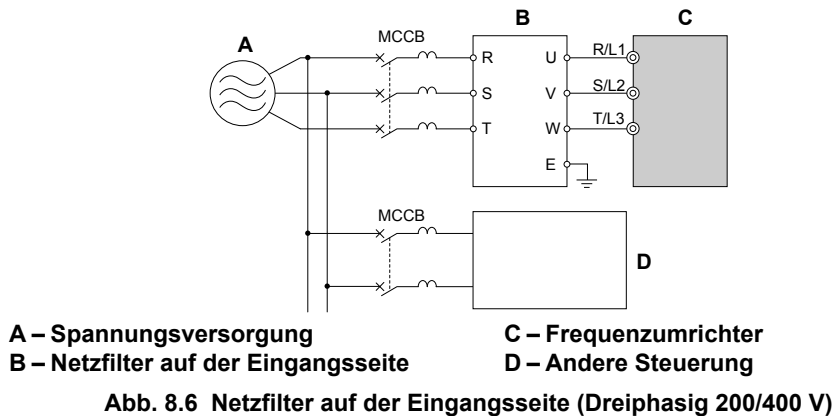 B
C
A
MCCB
R
U
R/L1
S
V
S/L2
T
W
T/L3
E
MCCB
D
A – Spannungsversorgung
C – Frequenzumrichter
B – Netzfilter auf der Eingangsseite
D – Andere Steuerung
Abb. 8.6 Netzfilter auf der Eingangsseite (Dreiphasig 200/400 V)